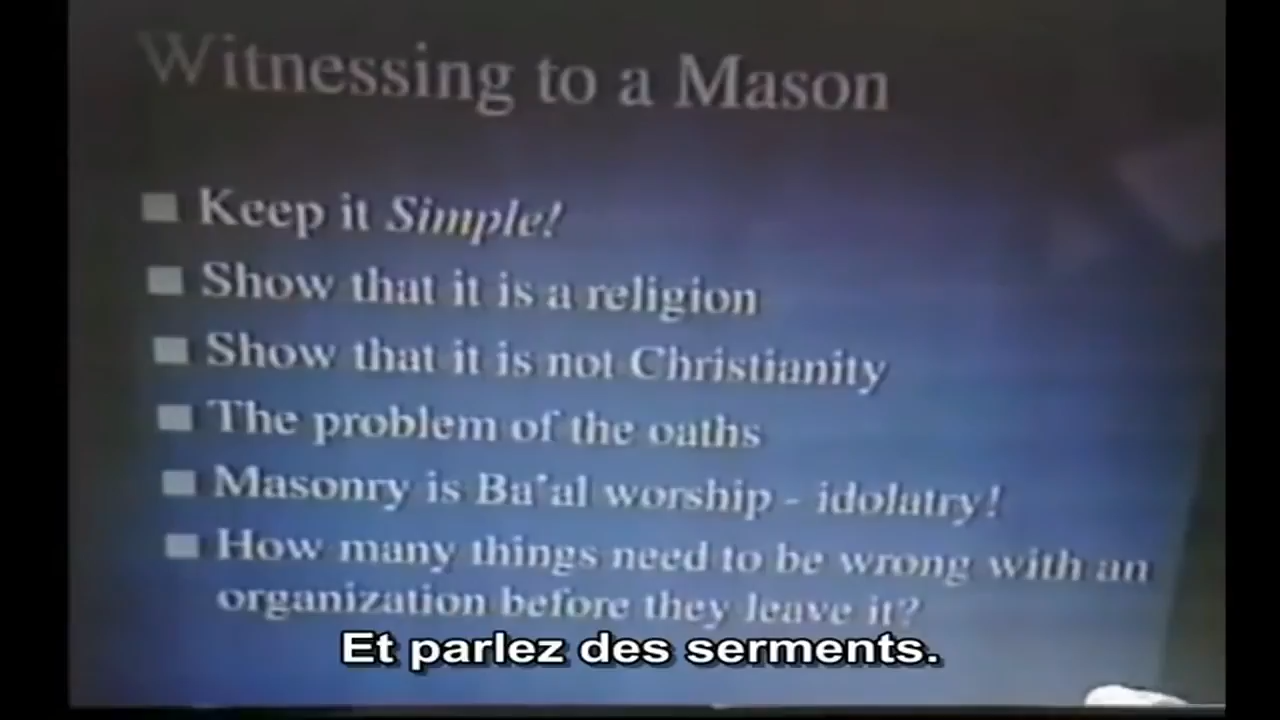 Witnessing to a Mason
Keep it Simple!
Show that it is a religion
Show that it is not Christianity
The problem of the oaths
Masonry is Ba'al worship - idolatry!
How many things need to be wrong with an
organization before they leave it?
Et parlez des serments.